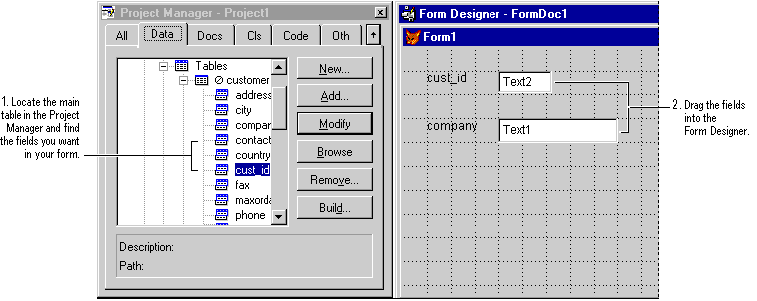 Project Manager - Project1
All Data Docs Cls Code Oth
Tables
customer
address
city
compan
contact
country
cust_id
fax
maxorda
phone
New...
Add...
Modify
Browse
Remove...
Build...
Description:
Path:
1. Locate the main
table in the Project
Manager and find
the fields you want
in your form.
Form Designer - FormDoc1
Form1
cust_id
Text2
company
Text1
2. Drag the fields
into the
Form Designer.